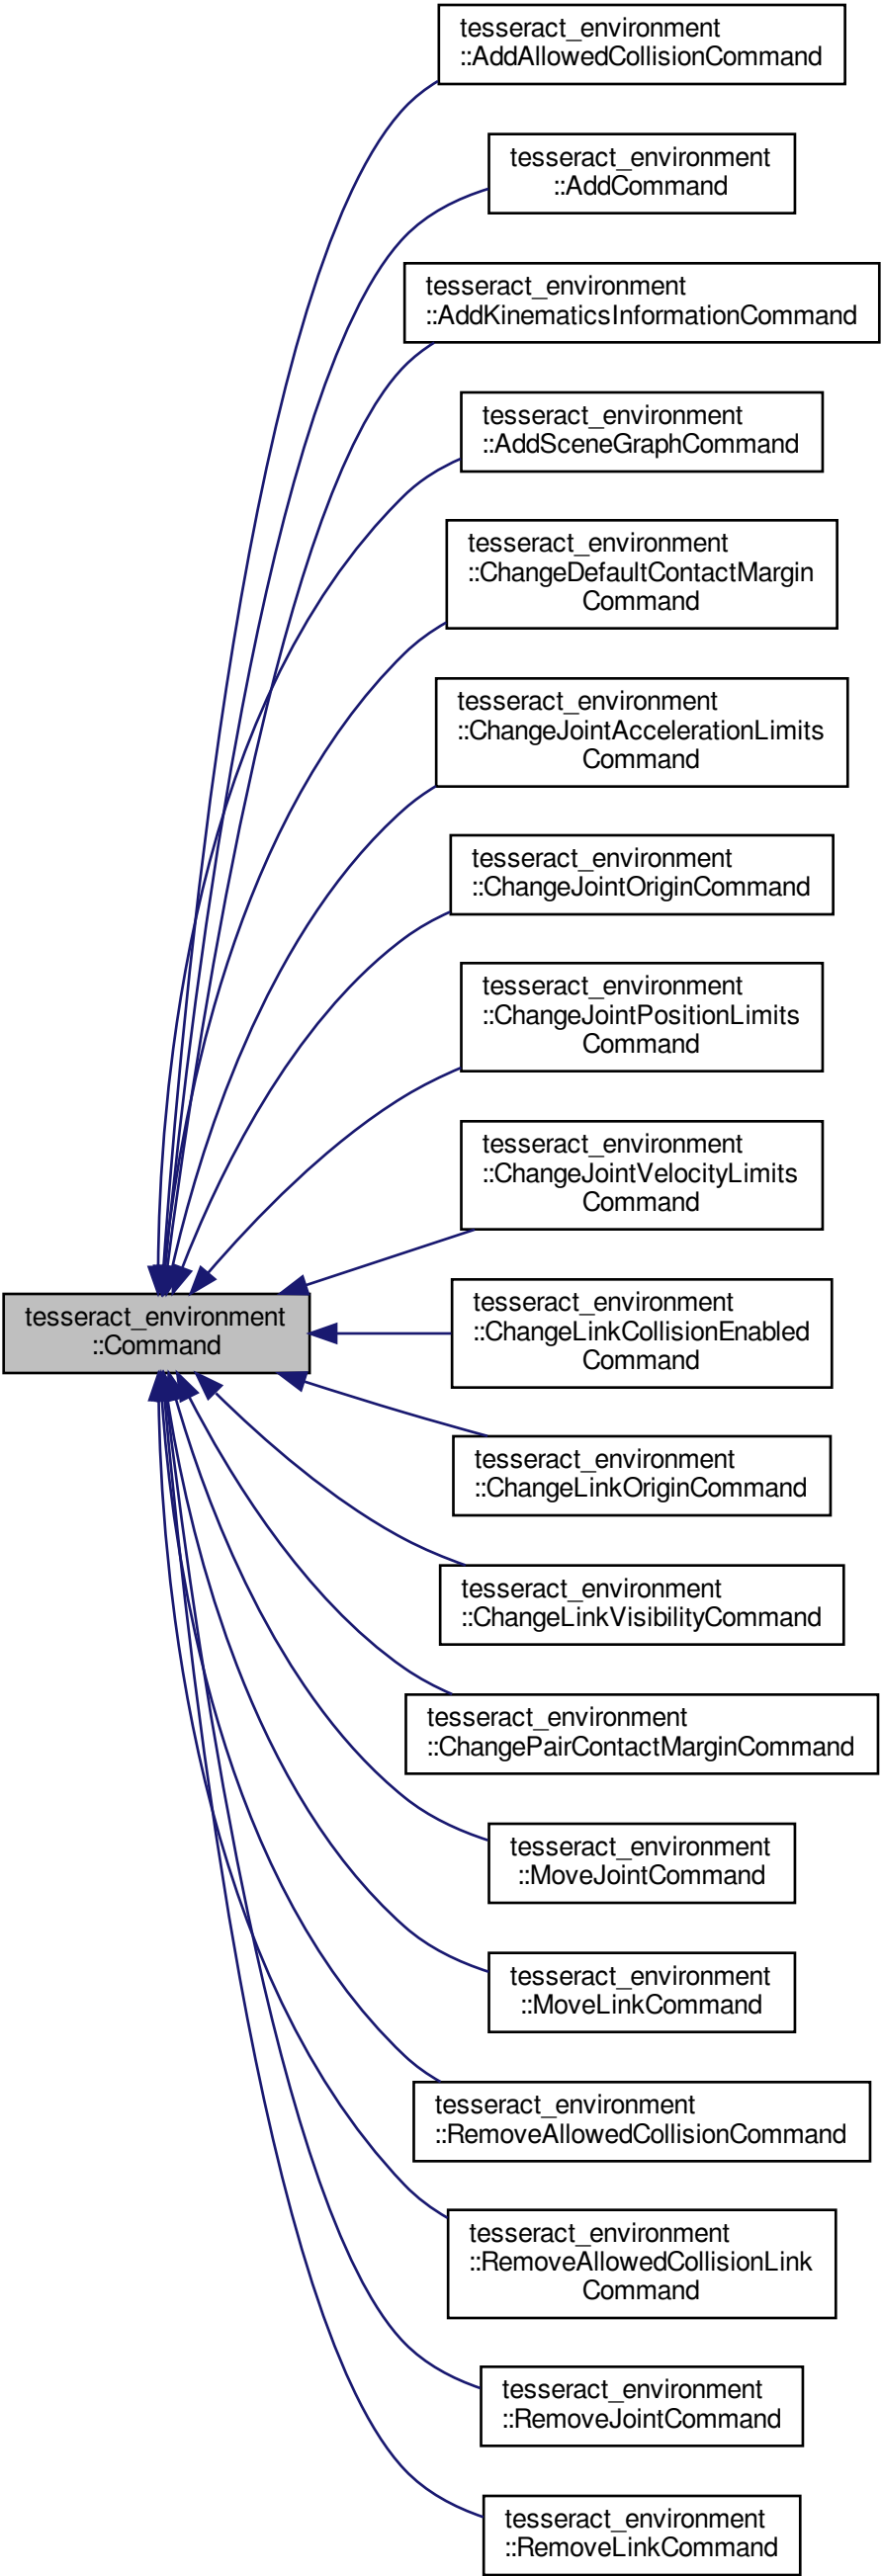 tesseract_environment
::AddAllowedCollisionCommand
tesseract_environment
::AddCommand
tesseract_environment
::AddKinematicsInformationCommand
tesseract_environment
::AddSceneGraphCommand
tesseract_environment
::ChangeDefaultContactMargin
Command
tesseract_environment
::ChangeJointAccelerationLimits
Command
tesseract_environment
::ChangeJointOriginCommand
tesseract_environment
::ChangeJointPositionLimits
Command
tesseract_environment
::ChangeJointVelocityLimits
Command
tesseract_environment
::Command
tesseract_environment
::ChangeLinkCollisionEnabled
Command
tesseract_environment
::ChangeLinkOriginCommand
tesseract_environment
::ChangeLinkVisibilityCommand
tesseract_environment
::ChangePairContactMarginCommand
tesseract_environment
::MoveJointCommand
tesseract_environment
::MoveLinkCommand
tesseract_environment
::RemoveAllowedCollisionCommand
tesseract_environment
::RemoveAllowedCollisionLink
Command
tesseract_environment
::RemoveJointCommand
tesseract_environment
::RemoveLinkCommand